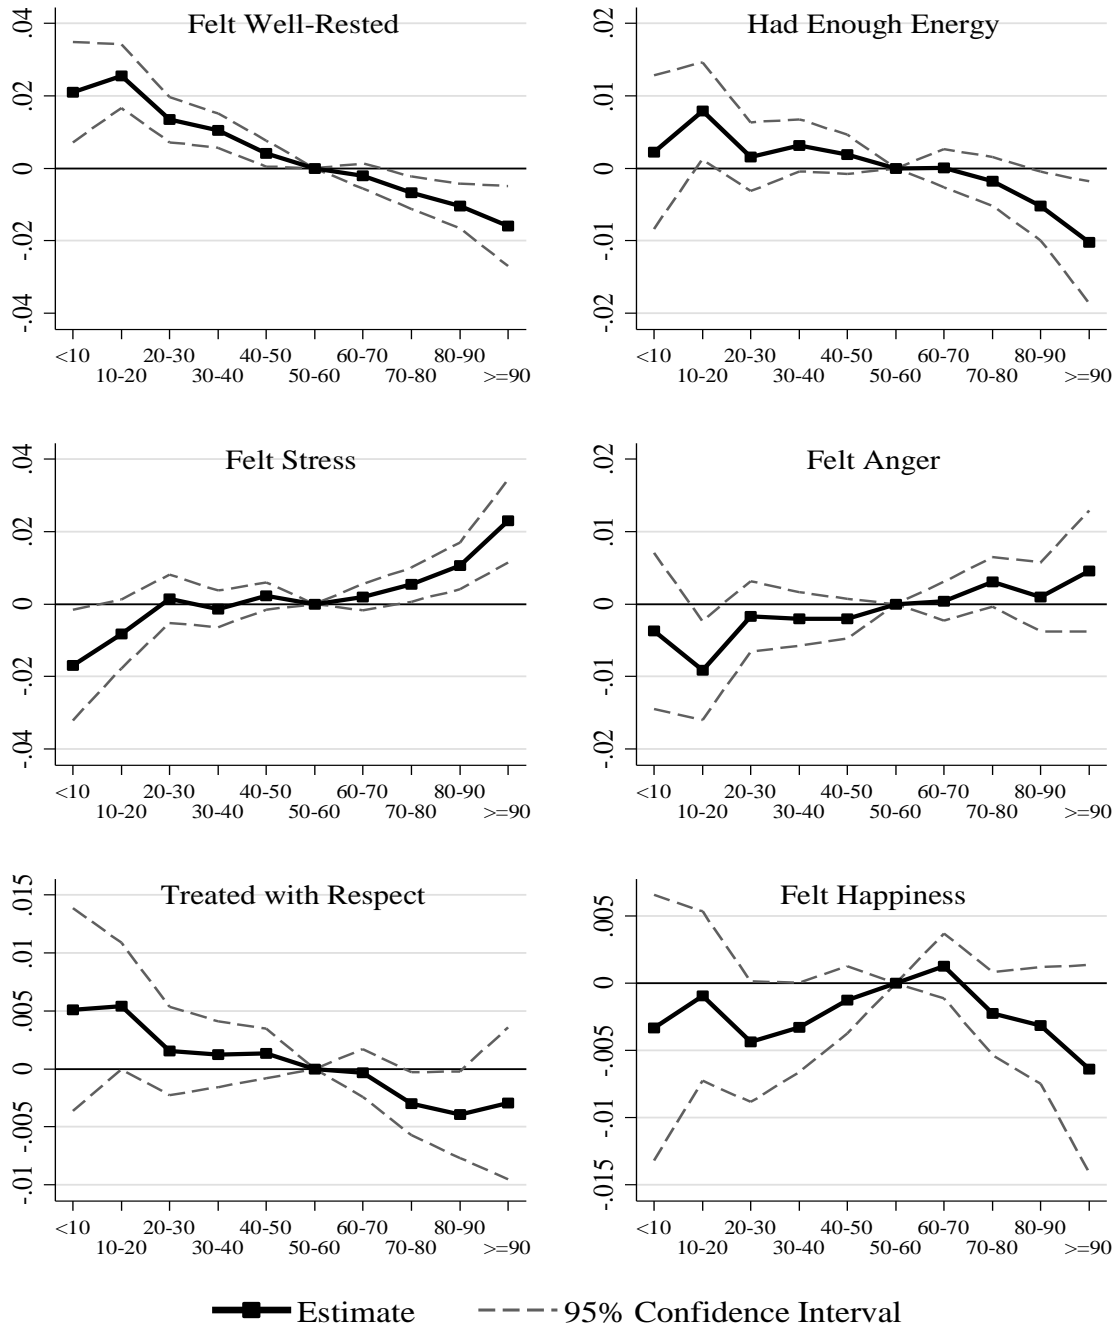 Felt Well-Rested
.04
.02
0
-.02
-.04
<10 20-30 40-50 60-70 80-90
10-20 30-40 50-60 70-80 >=90
Had Enough Energy
.02
.01
0
-.01
-.02
<10 20-30 40-50 60-70 80-90
10-20 30-40 50-60 70-80 >=90
Felt Stress
.04
.02
0
-.02
-.04
<10 20-30 40-50 60-70 80-90
10-20 30-40 50-60 70-80 >=90
Felt Anger
.02
.01
0
-.01
-.02
<10 20-30 40-50 60-70 80-90
10-20 30-40 50-60 70-80 >=90
Treated with Respect
.015
.01
.005
0
-.005
-.01
<10 20-30 40-50 60-70 80-90
10-20 30-40 50-60 70-80 >=90
Felt Happiness
.005
0
-.005
-.01
-.015
<10 20-30 40-50 60-70 80-90
10-20 30-40 50-60 70-80 >=90
Estimate 95% Confidence Interval